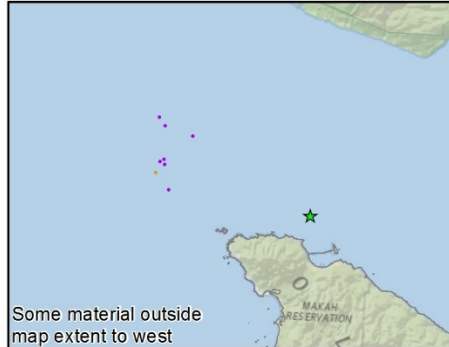 O
MAKAH
RESERVATION
L
Some material outside
map extent to west